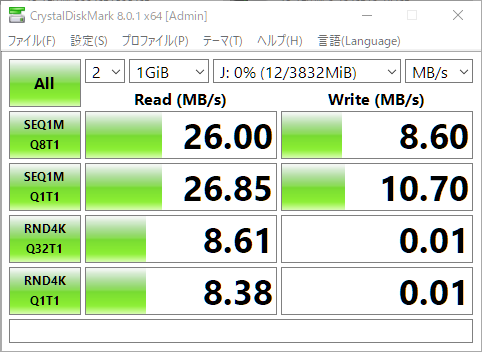 CrystalDiskMark 8.0.1 x64 [Admin]
ファイル(F) 設定(S) プロファイル(P) テーマ(T) ヘルプ(H) 言語(Language)
All 2 1GiB J: 0% (12/3832MiB) MB/s
Read (MB/s) Write (MB/s)
SEQ1M Q8T1 26.00 8.60
SEQ1M Q1T1 26.85 10.70
RND4K Q32T1 8.61 0.01
RND4K Q1T1 8.38 0.01